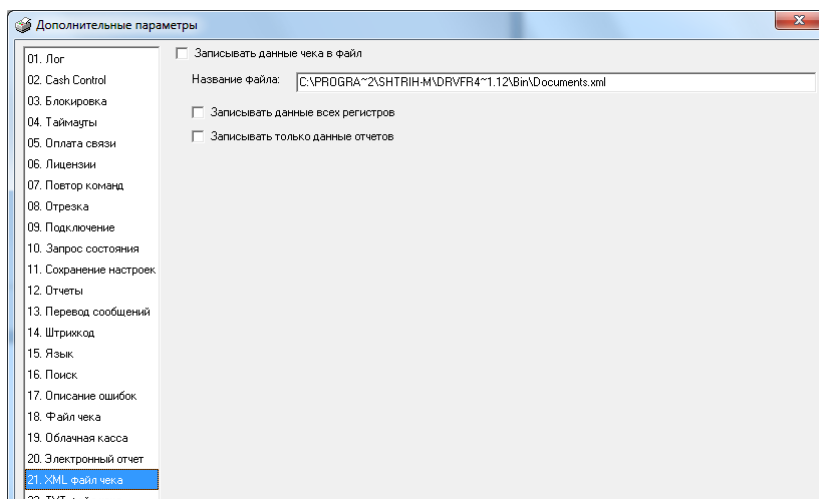 Дополнительные параметры
01. Лог
02. Cash Control
03. Блокировка
04. Таймауты
05. Оплата связи
06. Лицензии
07. Повтор команд
08. Отрезка
09. Подключение
10. Запрос состояния
11. Сохранение настроек
12. Отчеты
13. Перевод сообщений
14. Штрихкод
15. Язык
16. Поиск
17. Описание ошибок
18. Файл чека
19. Облачная касса
20. Электронный отчет
21. XML файл чека
Записывать данные чека в файл
Название файла: C:\PROGRA~2\SHTRIH-M\DRVFR4~1.12\Bin\Documents.xml
Записывать данные всех регистров
Записывать только данные отчетов